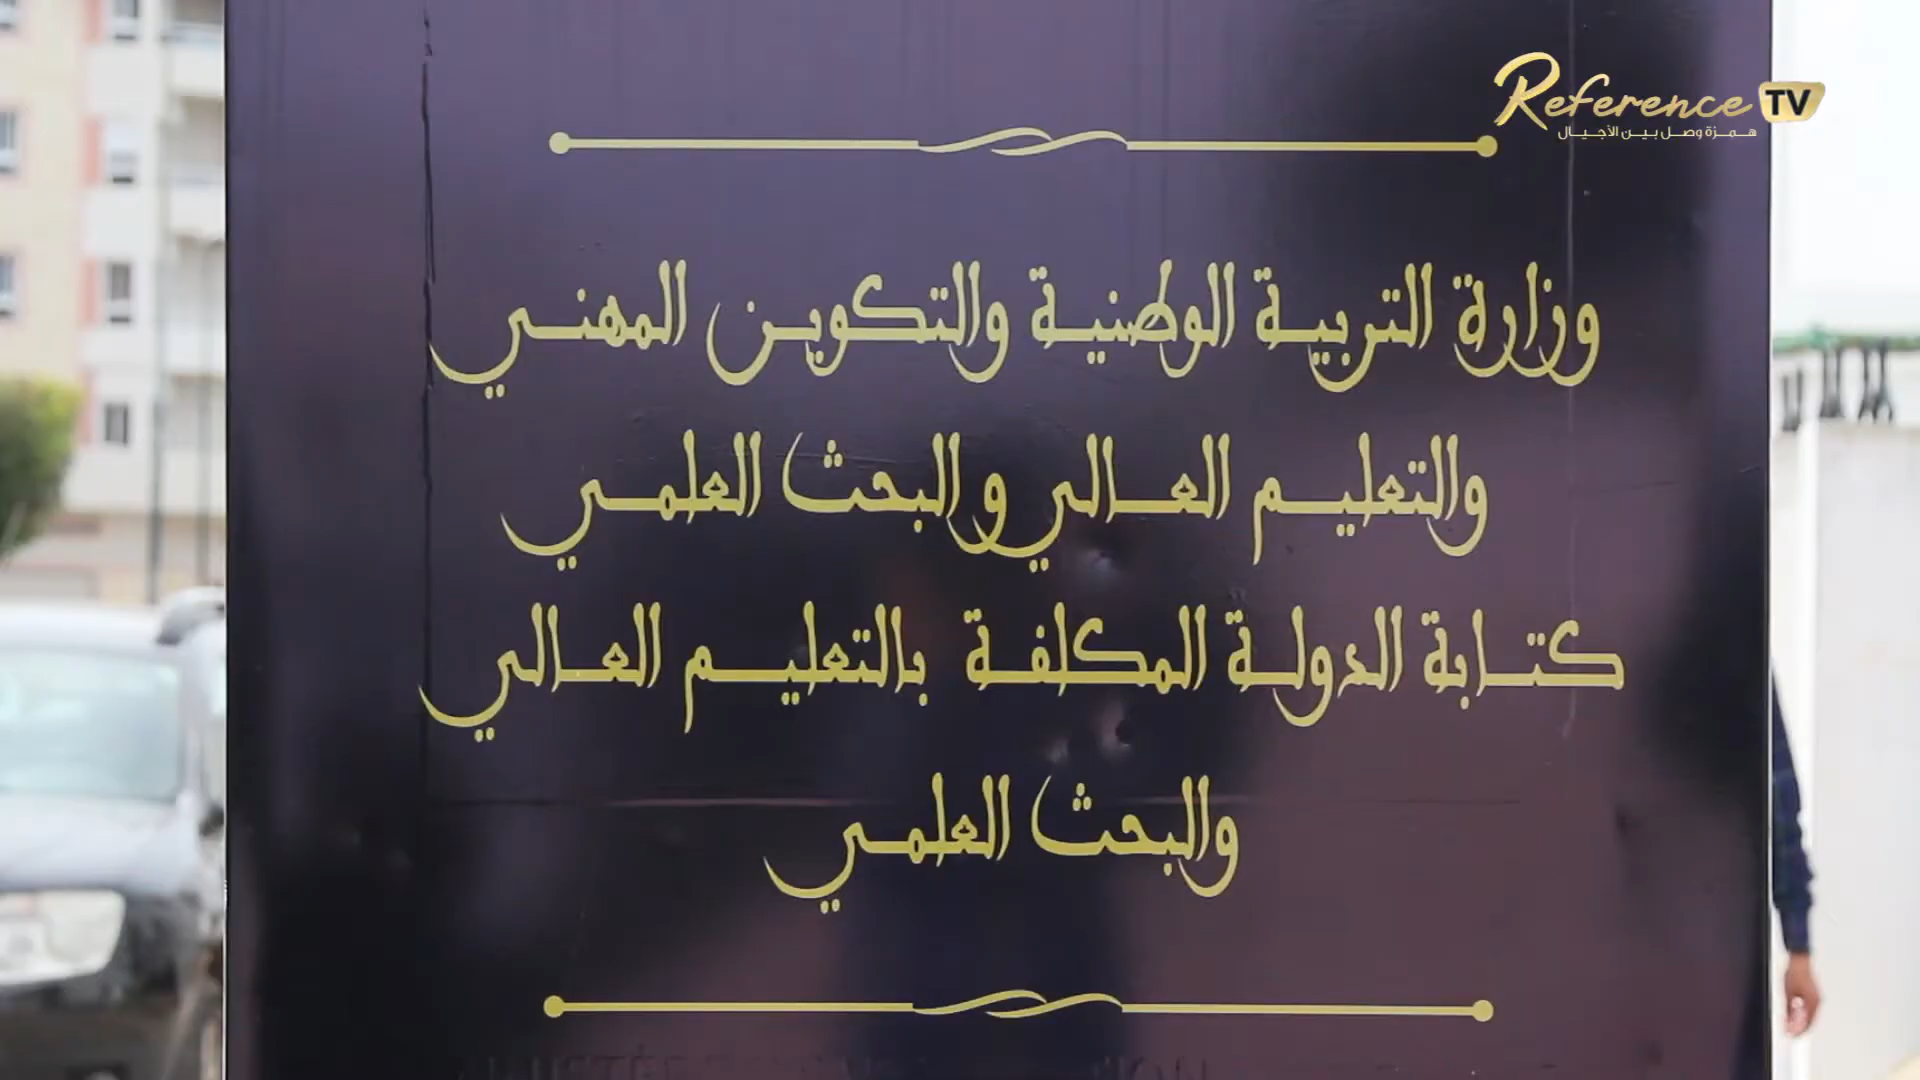 Reference TV
همزة وصل بين الأجيال
وزارة التربية الوطنية والتكوين المهني
والتعليم العالي والبحث العلمي
كتابة الدولة المكلفة بالتعليم العالي
والبحث العلمي